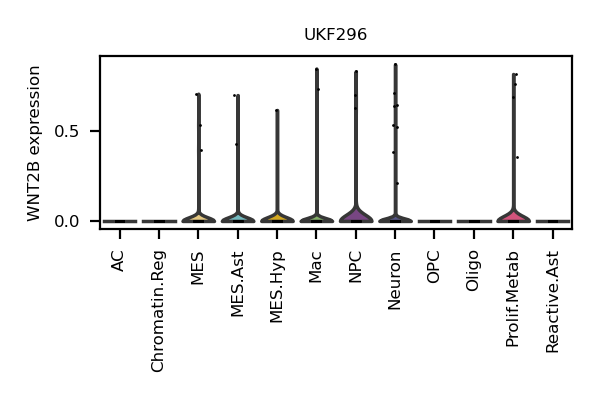 UKF296
WNT2B expression
0.5
0.0
AC
Chromatin.Reg
MES
MES.Ast
MES.Hyp
Mac
NPC
Neuron
OPC
Oligo
Prolif.Metab
Reactive.Ast